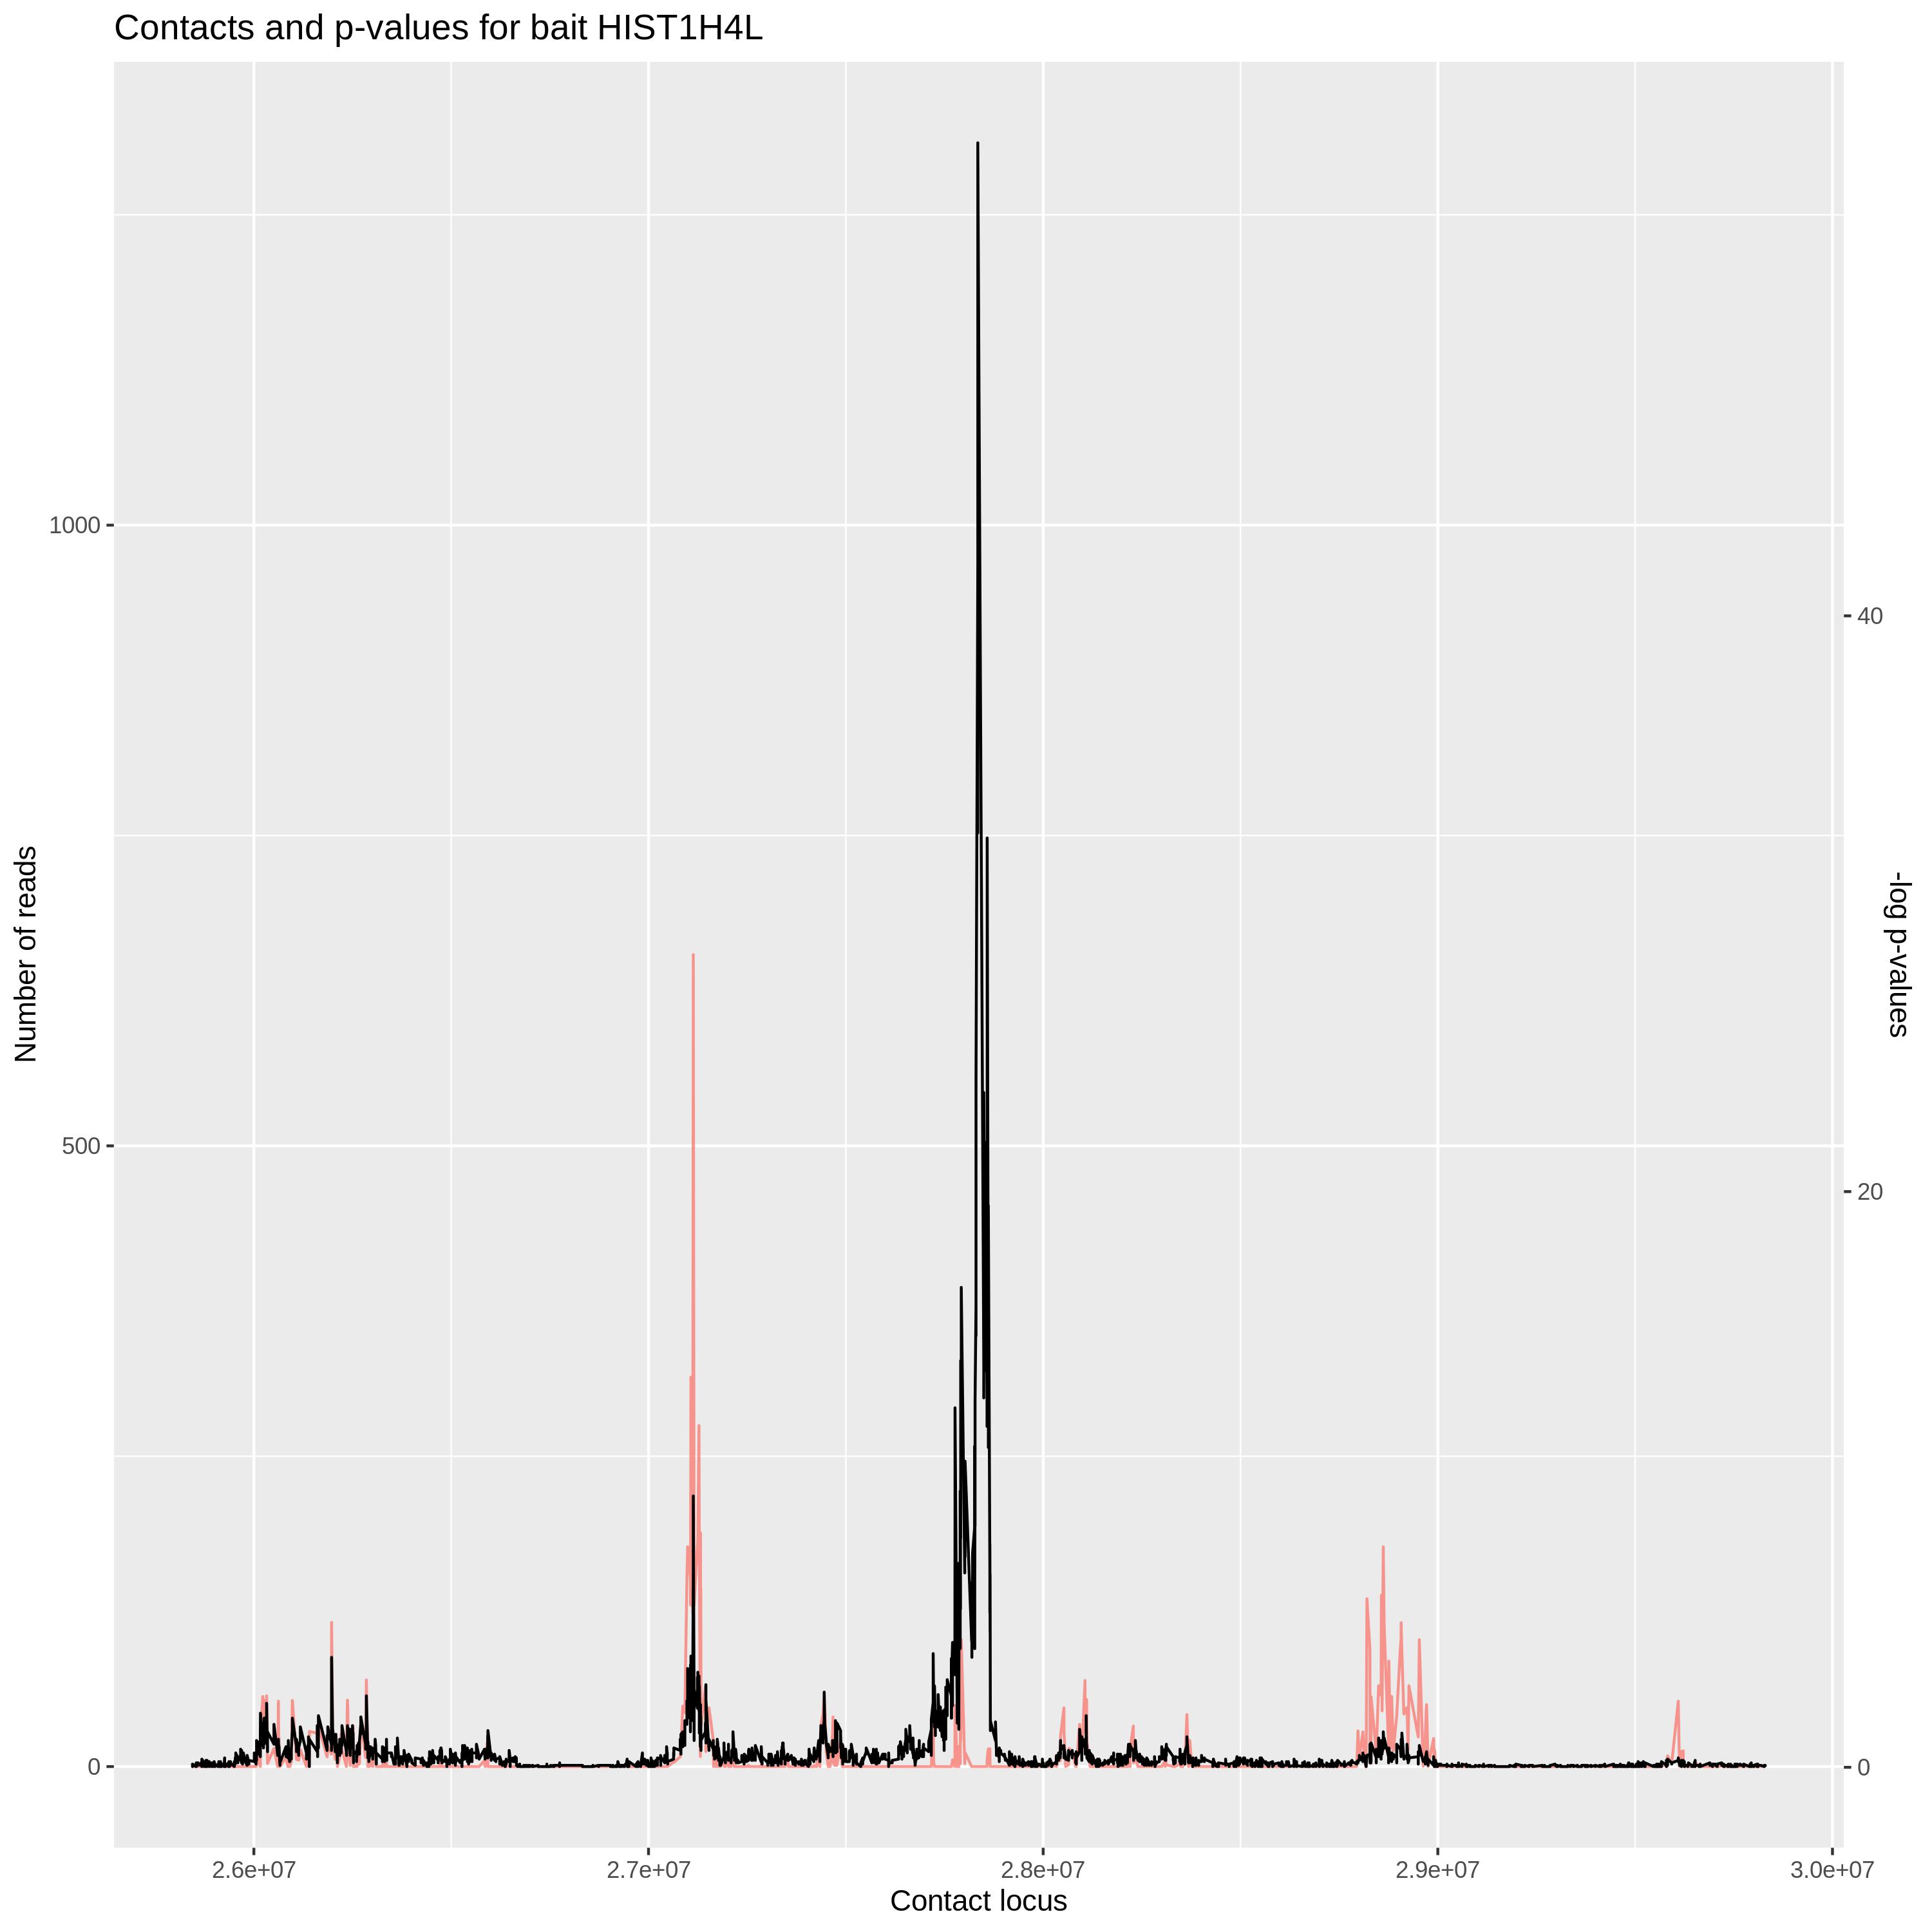 Contacts and p-values for bait HIST1H4L
1000
500
0
Number of reads
40
20
0
-log p-values
2.6e+07 2.7e+07 2.8e+07 2.9e+07 3.0e+07
Contact locus